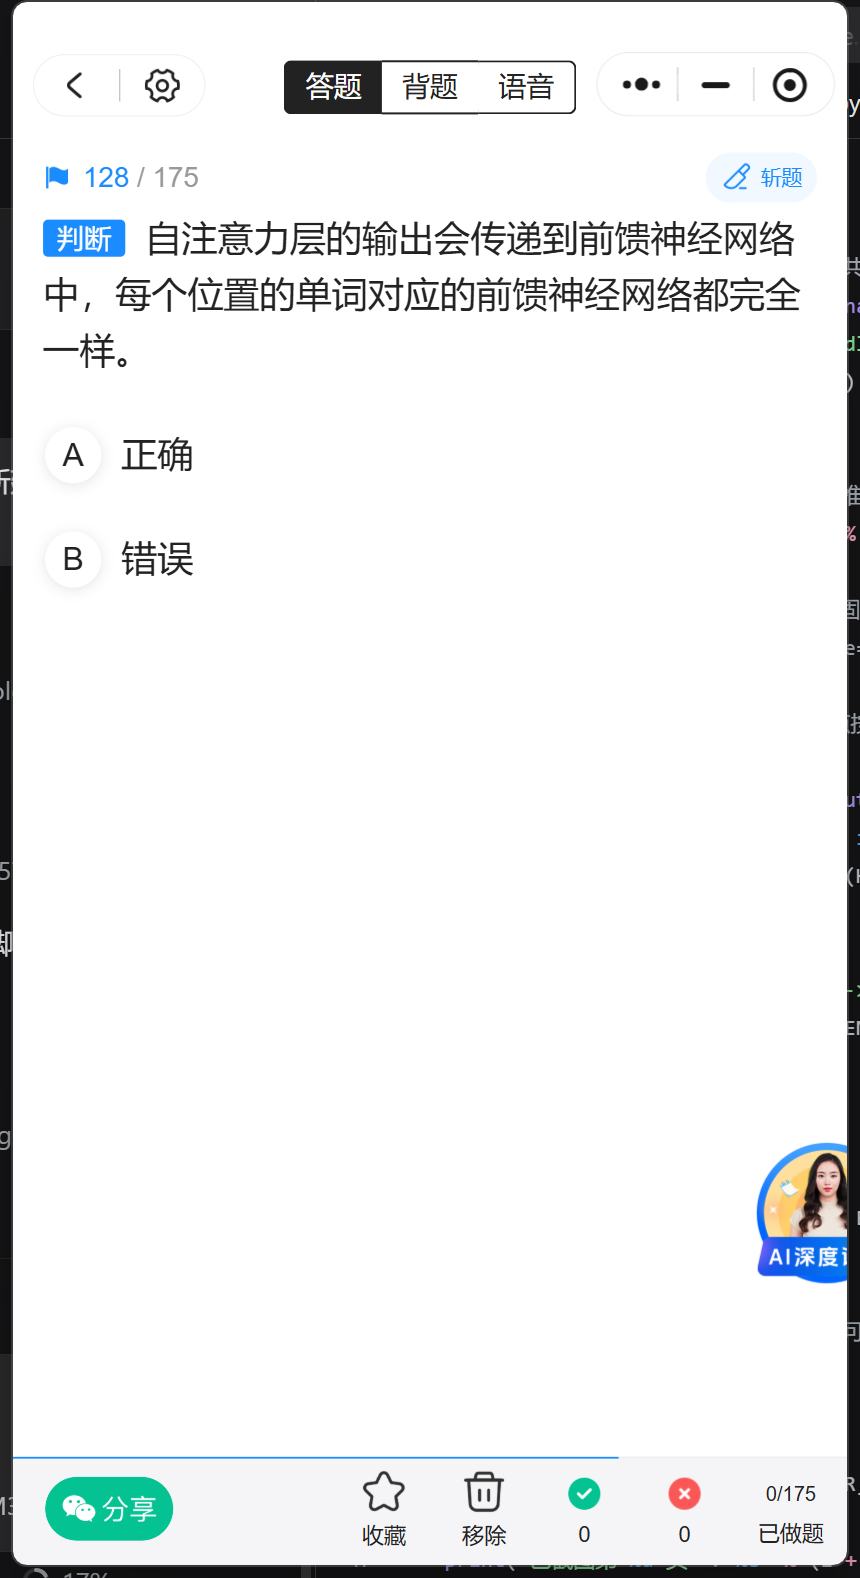 答题
背题
语音
128 / 175
斩题
判断 自注意力层的输出会传递到前馈神经网络
中，每个位置的单词对应的前馈神经网络都完全
一样。
A 正确
B 错误
AI深度
分享
收藏
移除
0
0
0/175
已做题
17%